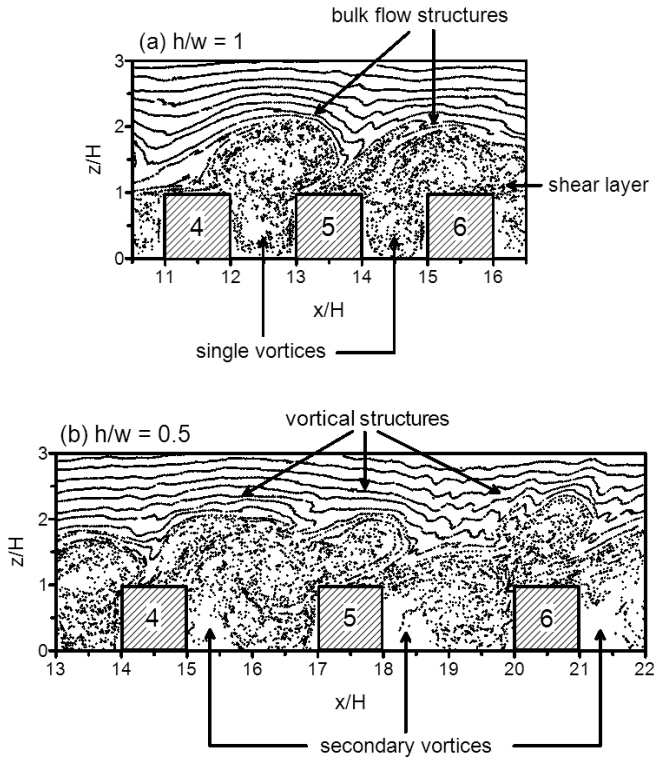 bulk flow structures
(a) h/w = 1
3
2
z/H
1
0
4
5
6
shear layer
11 12 13 14 15 16
x/H
single vortices
vortical structures
(b) h/w = 0.5
3
2
z/H
1
0
4
5
6
13 14 15 16 17 18 19 20 21 22
x/H
secondary vortices